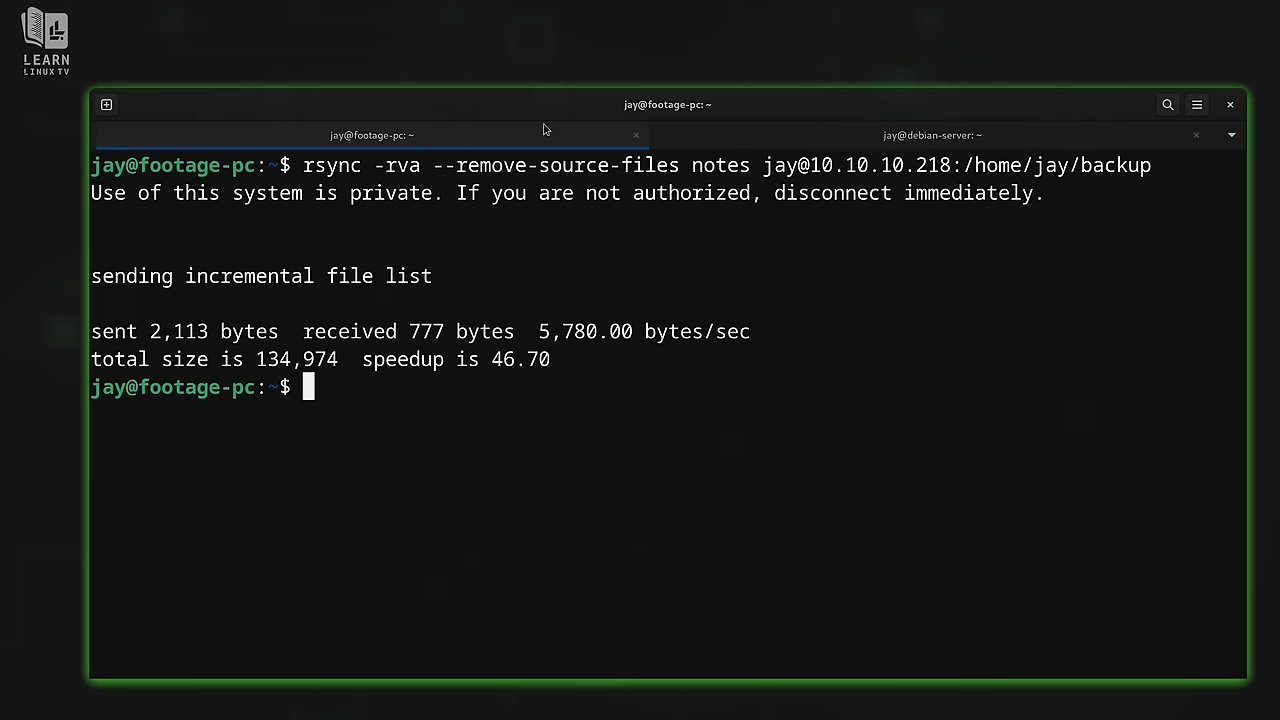 LEARN
LINUX TV
jay@footage-pc: ~
jay@footage-pc: ~
jay@debian-server: ~
jay@footage-pc:~$ rsync -rva --remove-source-files notes jay@10.10.10.218:/home/jay/backup
Use of this system is private. If you are not authorized, disconnect immediately.
sending incremental file list
sent 2,113 bytes  received 777 bytes  5,780.00 bytes/sec
total size is 134,974  speedup is 46.70
jay@footage-pc:~$